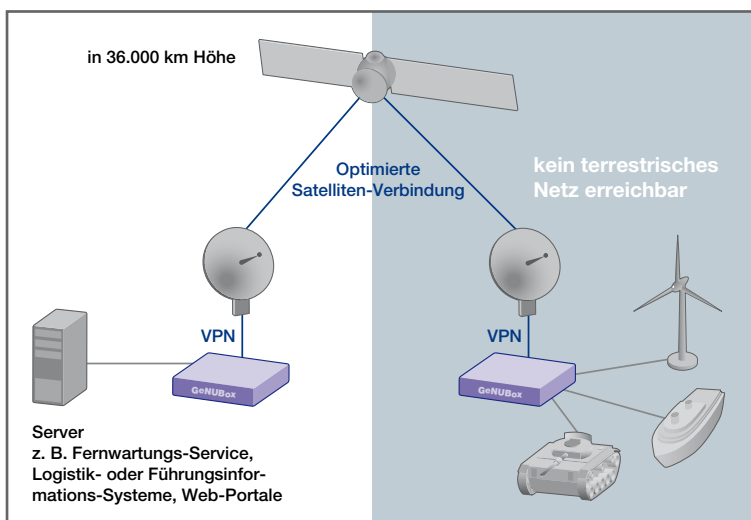 in 36.000 km Höhe
Optimierte
Satelliten-Verbindung
kein terrestrisches
Netz erreichbar
VPN
VPN
GeNUBox
GeNUBox
Server
z. B. Fernwartungs-Service,
Logistik- oder Führungsinfor-
mations-Systeme, Web-Portale